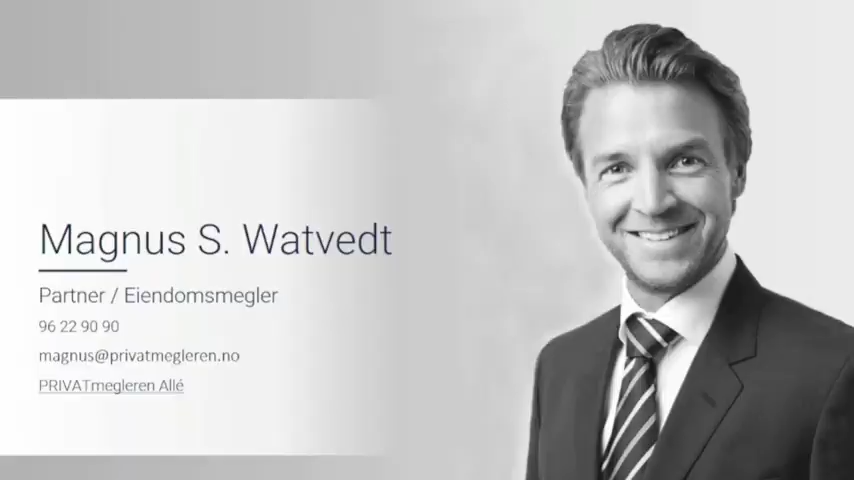 Magnus S. Watvedt
Partner / Eiendomsmegler
96 22 90 90
magnus@privatmegleren.no
PRIVATmegleren Allé